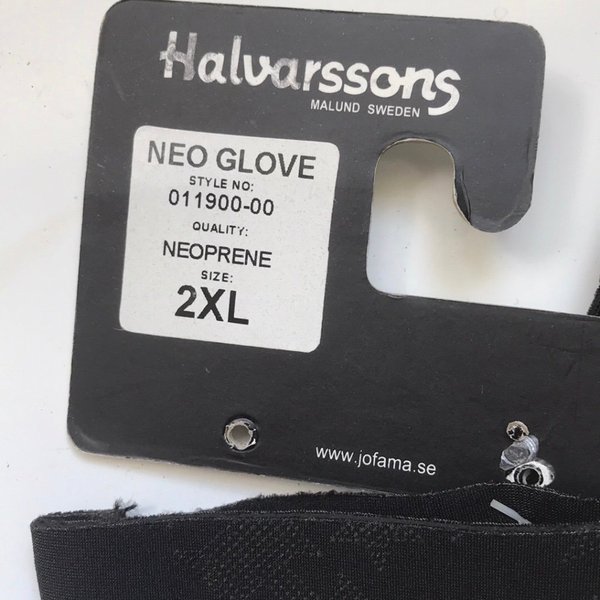 Halvarssons
MALUND SWEDEN
NEO GLOVE
STYLE NO:
011900-00
QUALITY:
NEOPRENE
SIZE:
2XL
www.jofama.se